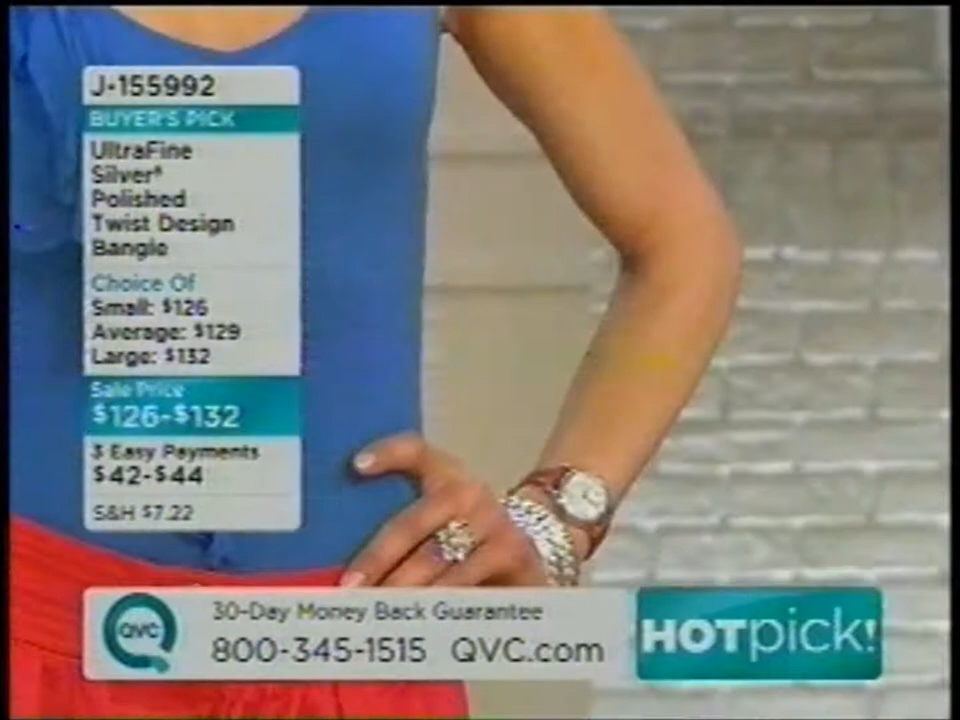 J-155992
BUYER'S PICK
UltraFine
Silver®
Polished
Twist Design
Bangle
Choice Of
Small: $126
Average: $129
Large: $132
Sale Price
$126-$132
3 Easy Payments
$42-$44
S&H $7.22
30-Day Money Back Guarantee
QVC
800-345-1515 QVC.com
HOTpick!